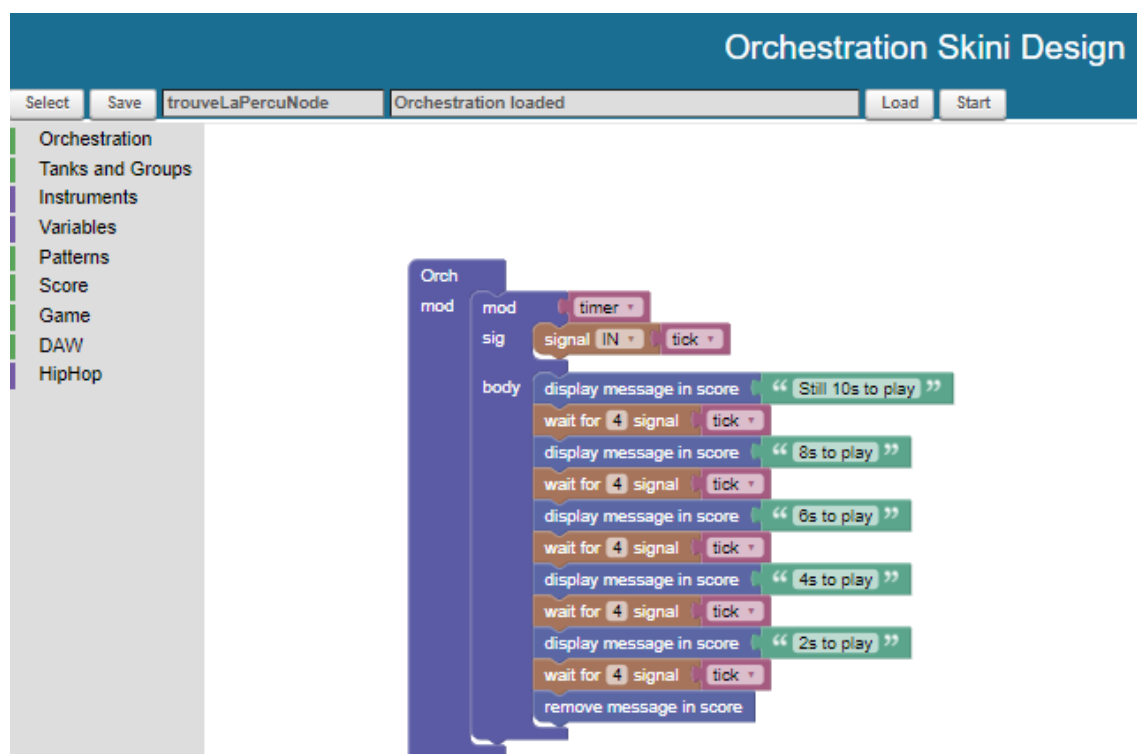 Orchestration Skini Design
Select Save trouveLaPercuNode Orchestration loaded Load Start
Orchestration
Tanks and Groups
Instruments
Variables
Patterns
Score
Game
DAW
HipHop
Orch
mod mod timer
sig signal IN tick
body display message in score “ Still 10s to play ”
wait for 4 signal tick
display message in score “ 8s to play ”
wait for 4 signal tick
display message in score “ 6s to play ”
wait for 4 signal tick
display message in score “ 4s to play ”
wait for 4 signal tick
display message in score “ 2s to play ”
wait for 4 signal tick
remove message in score